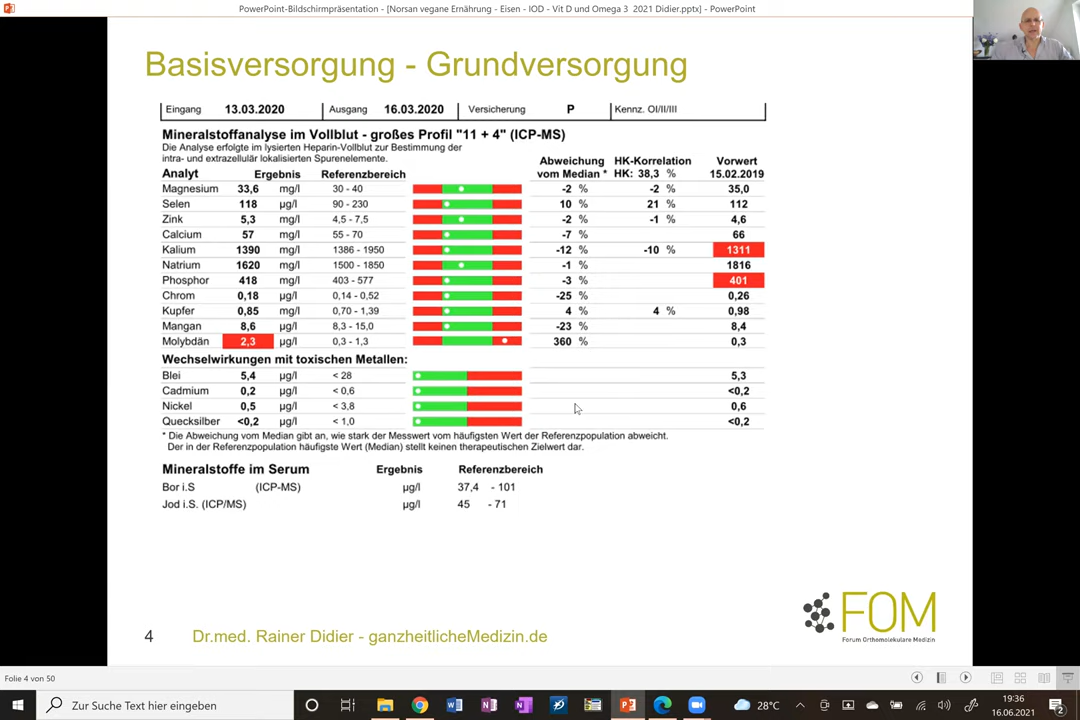 PowerPoint-Bildschirmpräsentation - [Norsan vegane Ernährung - Eisen - IOD - Vit D und Omega 3 2021 Didier.pptx] - PowerPoint
Basisversorgung - Grundversorgung
Eingang 13.03.2020 Ausgang 16.03.2020 Versicherung P Kennz. OI/II/III
Mineralstoffanalyse im Vollblut - großes Profil "11 + 4" (ICP-MS)
Die Analyse erfolgte im lysierten Heparin-Vollblut zur Bestimmung der
intra- und extrazellulär lokalisierten Spurenelemente.
Abweichung HK-Korrelation Vorwert
Analyt Ergebnis Referenzbereich vom Median * HK: 38,3 % 15.02.2019
Magnesium 33,6 mg/l 30 - 40 -2 % -2 % 35,0
Selen 118 µg/l 90 - 230 10 % 21 % 112
Zink 5,3 mg/l 4,5 - 7,5 -2 % -1 % 4,6
Calcium 57 mg/l 55 - 70 -7 % 66
Kalium 1390 mg/l 1386 - 1950 -12 % -10 % 1311
Natrium 1620 mg/l 1500 - 1850 -1 % 1816
Phosphor 418 mg/l 403 - 577 -3 % 401
Chrom 0,18 µg/l 0,14 - 0,52 -25 % 0,26
Kupfer 0,85 mg/l 0,70 - 1,39 4 % 4 % 0,98
Mangan 8,6 µg/l 8,3 - 15,0 -23 % 8,4
Molybdän 2,3 µg/l 0,3 - 1,3 360 % 0,3
Wechselwirkungen mit toxischen Metallen:
Blei 5,4 µg/l < 28 5,3
Cadmium 0,2 µg/l < 0,6 <0,2
Nickel 0,5 µg/l < 3,8 0,6
Quecksilber <0,2 µg/l < 1,0 <0,2
* Die Abweichung vom Median gibt an, wie stark der Messwert vom häufigsten Wert der Referenzpopulation abweicht.
Der in der Referenzpopulation häufigste Wert (Median) stellt keinen therapeutischen Zielwert dar.
Mineralstoffe im Serum Ergebnis Referenzbereich
Bor i.S (ICP-MS) µg/l 37,4 - 101
Jod i.S. (ICP/MS) µg/l 45 - 71
FOM
Forum Orthomolekulare Medizin
4 Dr.med. Rainer Didier - ganzheitlicheMedizin.de
Folie 4 von 50
Zur Suche Text hier eingeben
28°C
19:36
16.06.2021
2